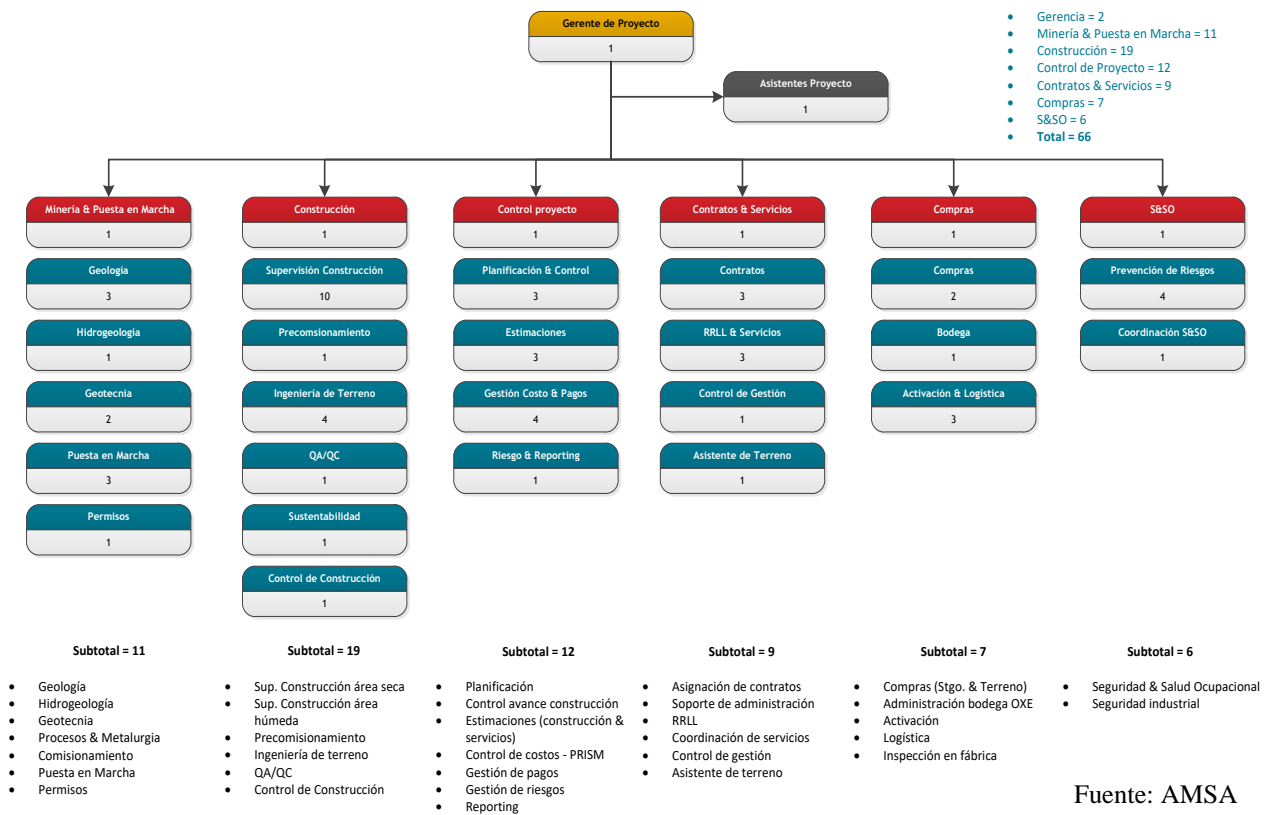 Gerente de Proyecto
1
Asistentes Proyecto
1
• Gerencia = 2
• Minería & Puesta en Marcha = 11
• Construcción = 19
• Control de Proyecto = 12
• Contratos & Servicios = 9
• Compras = 7
• S&SO = 6
• Total = 66
Minería & Puesta en Marcha
1
Geología
3
Hidrogeología
1
Geotecnia
2
Puesta en Marcha
3
Permisos
1
Construcción
1
Supervisión Construcción
10
Precomsionamiento
1
Ingeniería de Terreno
4
QA/QC
1
Sustentabilidad
1
Control de Construcción
1
Control proyecto
1
Planificación & Control
3
Estimaciones
3
Gestión Costo & Pagos
4
Riesgo & Reporting
1
Contratos & Servicios
1
Contratos
3
RRLL & Servicios
3
Control de Gestión
1
Asistente de Terreno
1
Compras
1
Compras
2
Bodega
1
Activación & Logística
3
S&SO
1
Prevención de Riesgos
4
Coordinación S&SO
1
Subtotal = 11
• Geología
• Hidrogeología
• Geotecnia
• Procesos & Metalurgia
• Comisionamiento
• Puesta en Marcha
• Permisos
Subtotal = 19
• Sup. Construcción área seca
• Sup. Construcción área
húmeda
• Precomisionamiento
• Ingeniería de terreno
• QA/QC
• Control de Construcción
Subtotal = 12
• Planificación
• Control avance construcción
• Estimaciones (construcción &
servicios)
• Control de costos - PRISM
• Gestión de pagos
• Gestión de riesgos
• Reporting
Subtotal = 9
• Asignación de contratos
• Soporte de administración
• RRLL
• Coordinación de servicios
• Control de gestión
• Asistente de terreno
Subtotal = 7
• Compras (Stgo. & Terreno)
• Administración bodega OXE
• Activación
• Logística
• Inspección en fábrica
Subtotal = 6
• Seguridad & Salud Ocupacional
• Seguridad industrial
Fuente: AMSA